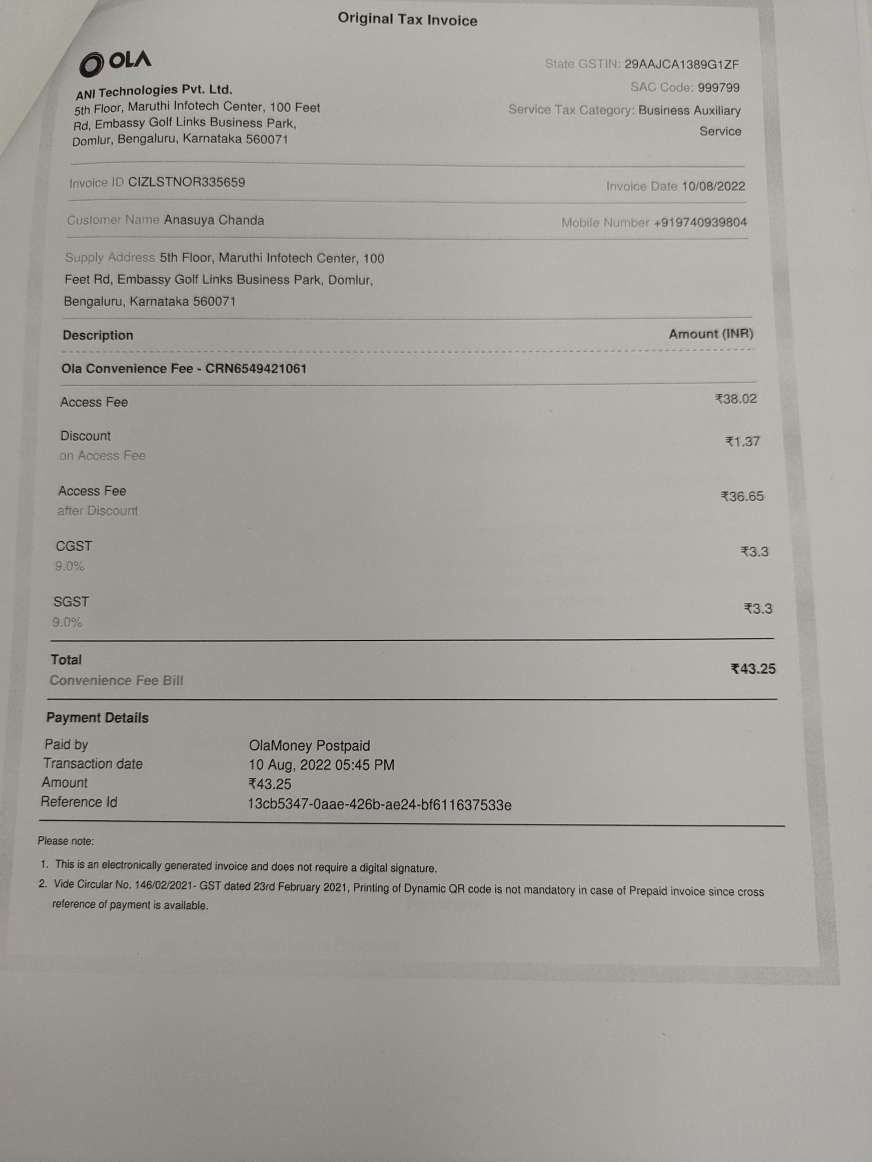 Original Tax Invoice
OLA
ANI Technologies Pvt. Ltd.
5th Floor, Maruthi Infotech Center, 100 Feet
Rd, Embassy Golf Links Business Park,
Domlur, Bengaluru, Karnataka 560071
State GSTIN: 29AAJCA1389G1ZF
SAC Code: 999799
Service Tax Category: Business Auxiliary
Service
Invoice ID CIZLSTNOR335659
Invoice Date 10/08/2022
Customer Name Anasuya Chanda
Mobile Number +919740939804
Supply Address 5th Floor, Maruthi Infotech Center, 100
Feet Rd, Embassy Golf Links Business Park, Domlur,
Bengaluru, Karnataka 560071
Description Amount (INR)
Ola Convenience Fee - CRN6549421061
Access Fee ₹38.02
Discount ₹1.37
on Access Fee
Access Fee ₹36.65
after Discount
CGST ₹3.3
9.0%
SGST ₹3.3
9.0%
Total ₹43.25
Convenience Fee Bill
Payment Details
Paid by OlaMoney Postpaid
Transaction date 10 Aug, 2022 05:45 PM
Amount ₹43.25
Reference Id 13cb5347-0aae-426b-ae24-bf611637533e
Please note:
1. This is an electronically generated invoice and does not require a digital signature.
2. Vide Circular No. 146/02/2021- GST dated 23rd February 2021, Printing of Dynamic QR code is not mandatory in case of Prepaid invoice since cross
reference of payment is available.